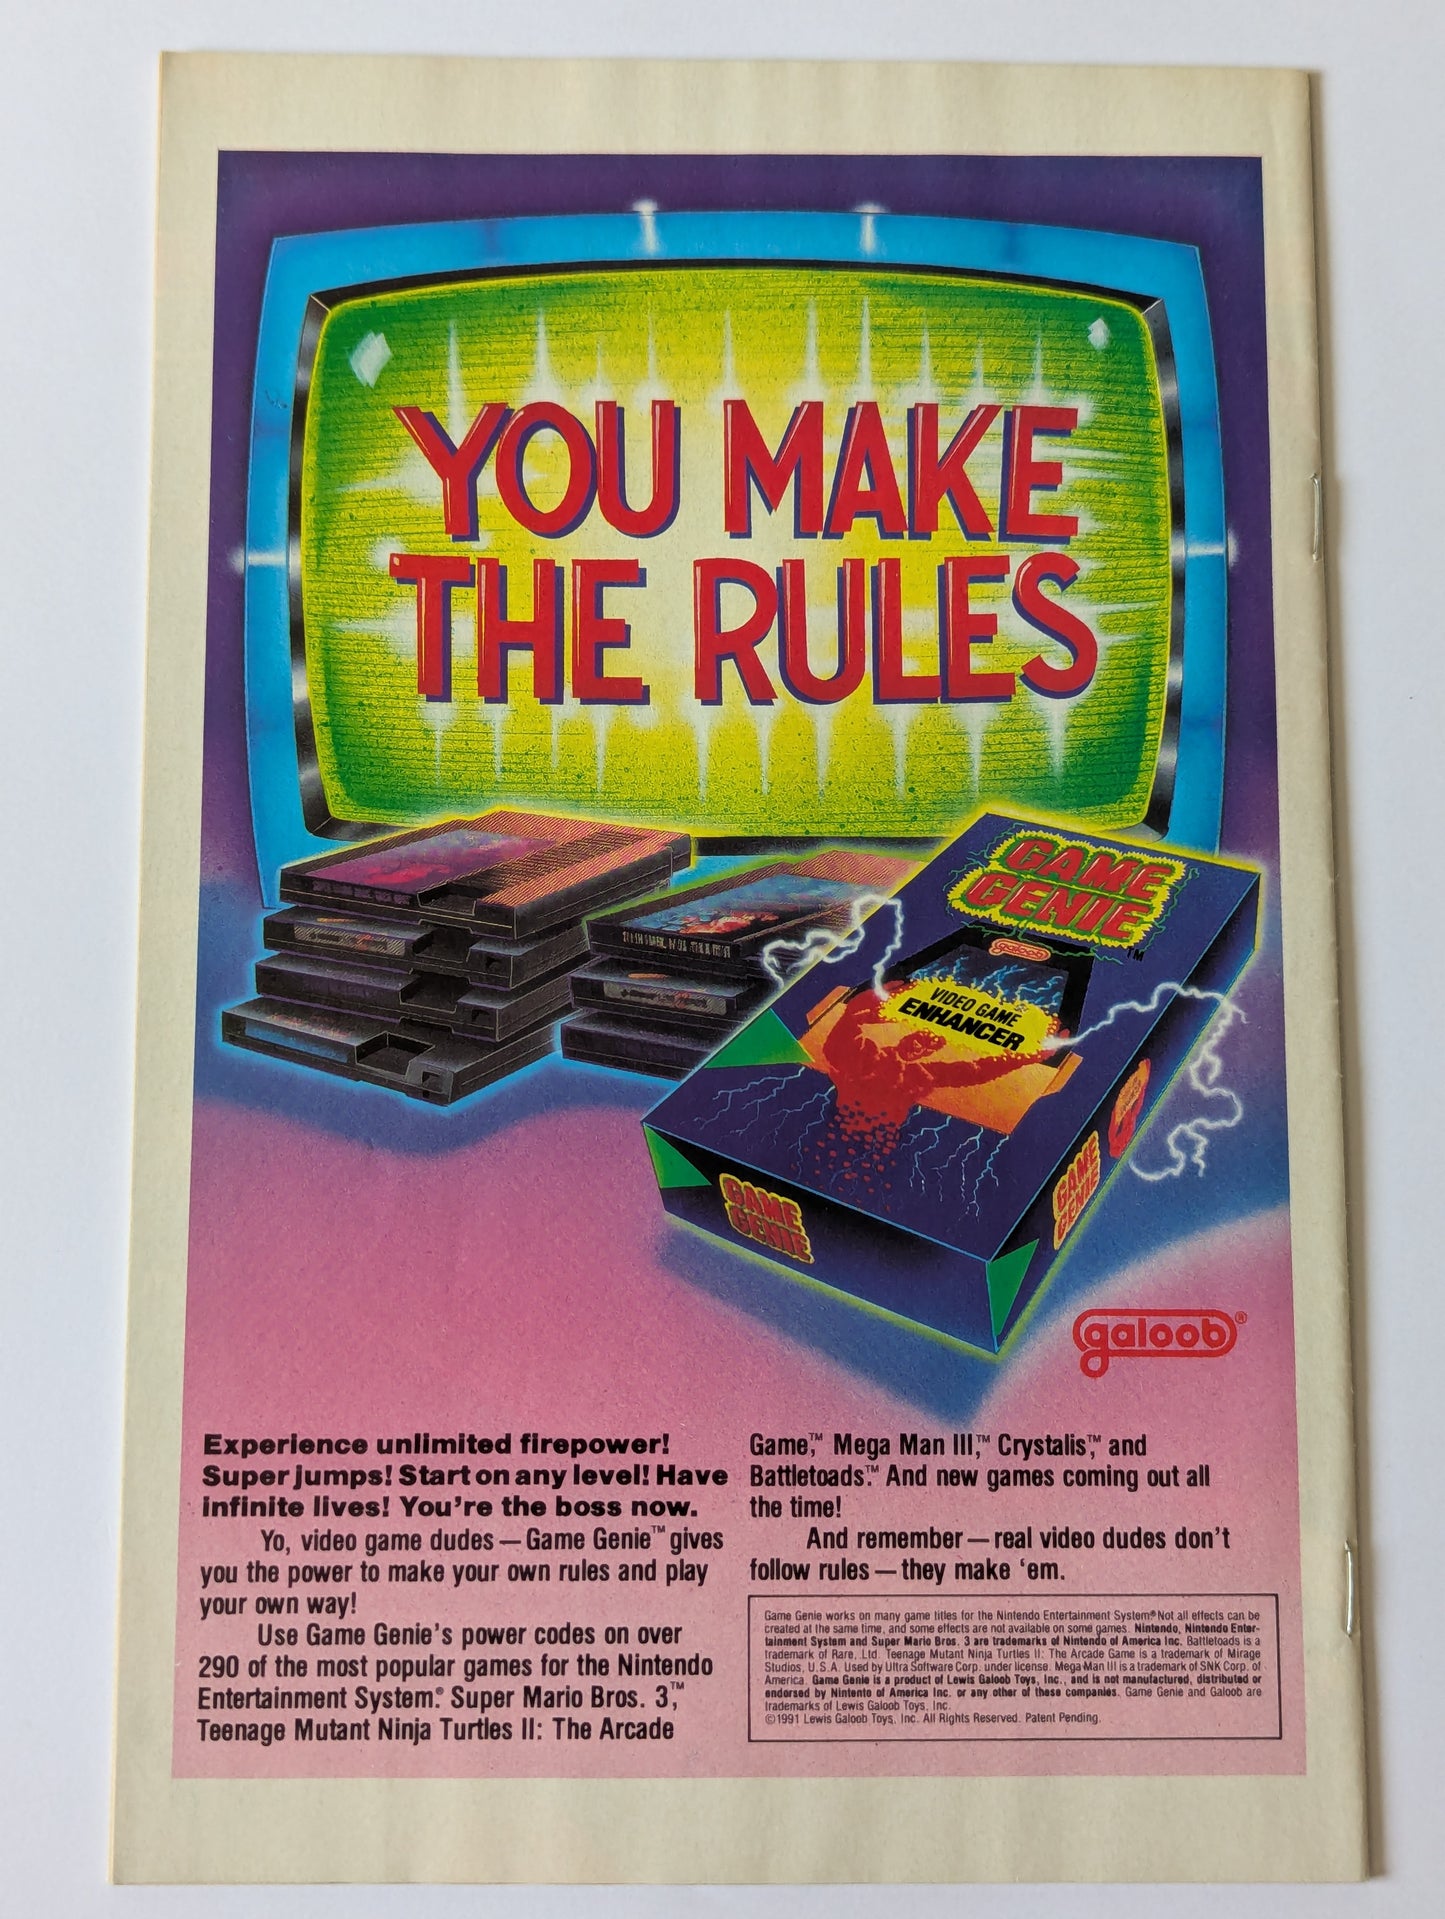 YOU MAKE
THE RULES
GAME
GENIE
TM
galoob
VIDEO GAME
ENHANCER
GAME
GENIE
GAME
GENIE
galoob®
Experience unlimited firepower!
Super jumps! Start on any level! Have
infinite lives! You're the boss now.
Yo, video game dudes — Game Genie™ gives
you the power to make your own rules and play
your own way!
Use Game Genie's power codes on over
290 of the most popular games for the Nintendo
Entertainment System.® Super Mario Bros. 3,™
Teenage Mutant Ninja Turtles II: The Arcade
Game,™ Mega Man III,™ Crystalis,™ and
Battletoads.™ And new games coming out all
the time!
And remember — real video dudes don't
follow rules — they make 'em.
Game Genie works on many game titles for the Nintendo Entertainment System.® Not all effects can be
created at the same time, and some effects are not available on some games. Nintendo, Nintendo Enter-
tainment System and Super Mario Bros. 3 are trademarks of Nintendo of America Inc. Battletoads is a
trademark of Rare, Ltd. Teenage Mutant Ninja Turtles II: The Arcade Game is a trademark of Mirage
Studios, U.S.A. Used by Ultra Software Corp. under license. Mega Man III is a trademark of SNK Corp. of
America. Game Genie is a product of Lewis Galoob Toys, Inc., and is not manufactured, distributed or
endorsed by Nintento of America Inc. or any other of these companies. Game Genie and Galoob are
trademarks of Lewis Galoob Toys, Inc.
©1991 Lewis Galoob Toys, Inc. All Rights Reserved. Patent Pending.